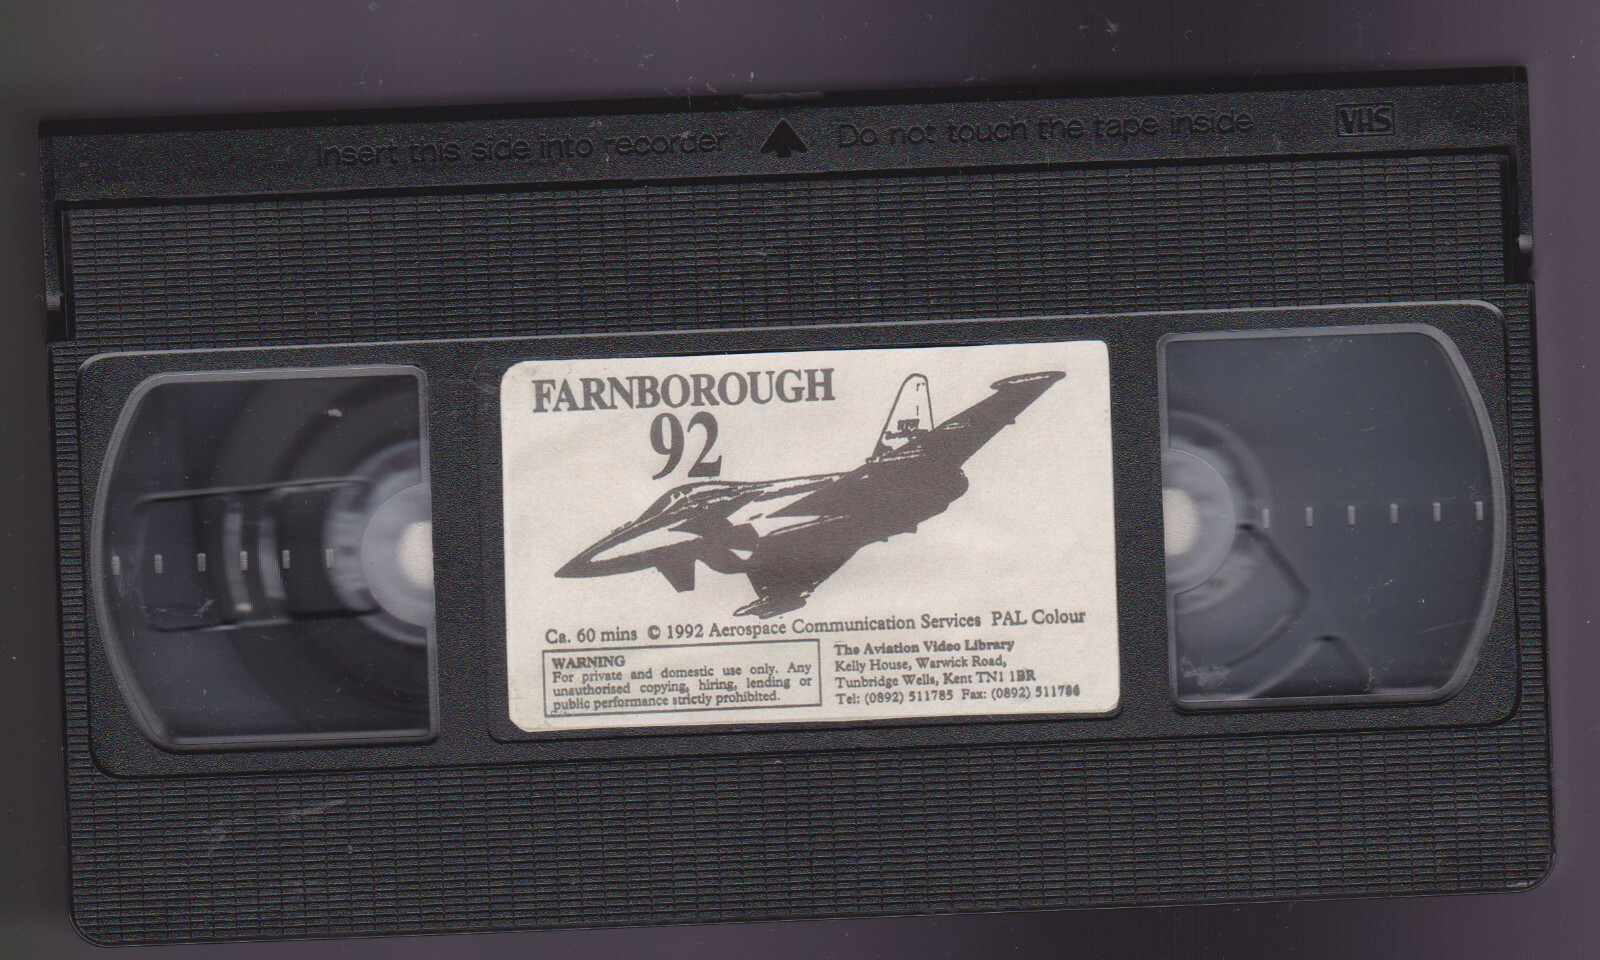 Insert this side into recorder Do not touch the tape inside VHS
FARNBOROUGH
92
Ca. 60 mins © 1992 Aerospace Communication Services PAL Colour
WARNING
For private and domestic use only. Any
unauthorised copying, hiring, lending or
public performance strictly prohibited.
The Aviation Video Library
Kelly House, Warwick Road,
Tunbridge Wells, Kent TN1 1BR
Tel: (0892) 511785 Fax: (0892) 511786